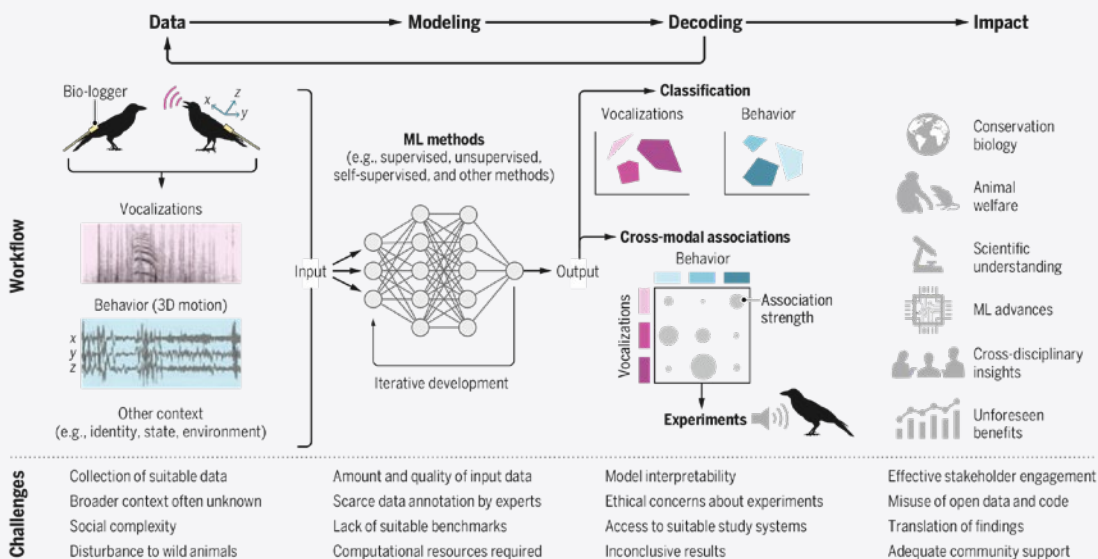 Data
Modeling
Decoding
Impact
Workflow
Bio-logger
x
z
y
Vocalizations
Behavior (3D motion)
x
y
z
Other context
(e.g., identity, state, environment)
Input
ML methods
(e.g., supervised, unsupervised,
self-supervised, and other methods)
Iterative development
Output
Classification
Vocalizations
Behavior
Cross-modal associations
Behavior
Vocalizations
Association
strength
Experiments
Conservation
biology
Animal
welfare
Scientific
understanding
ML advances
Cross-disciplinary
insights
Unforeseen
benefits
Challenges
Collection of suitable data
Broader context often unknown
Social complexity
Disturbance to wild animals
Amount and quality of input data
Scarce data annotation by experts
Lack of suitable benchmarks
Computational resources required
Model interpretability
Ethical concerns about experiments
Access to suitable study systems
Inconclusive results
Effective stakeholder engagement
Misuse of open data and code
Translation of findings
Adequate community support